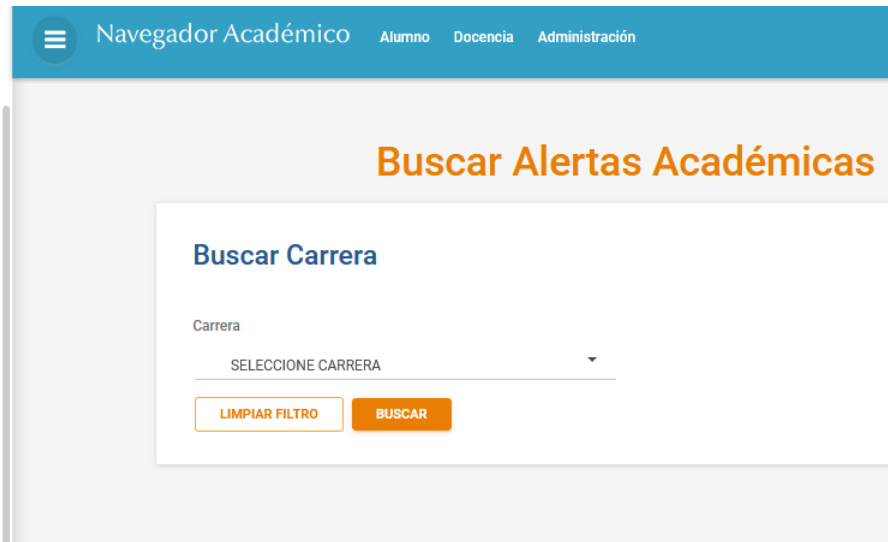 Navegador Académico Alumno Docencia Administración
Buscar Alertas Académicas
Buscar Carrera
Carrera
SELECCIONE CARRERA
LIMPIAR FILTRO BUSCAR